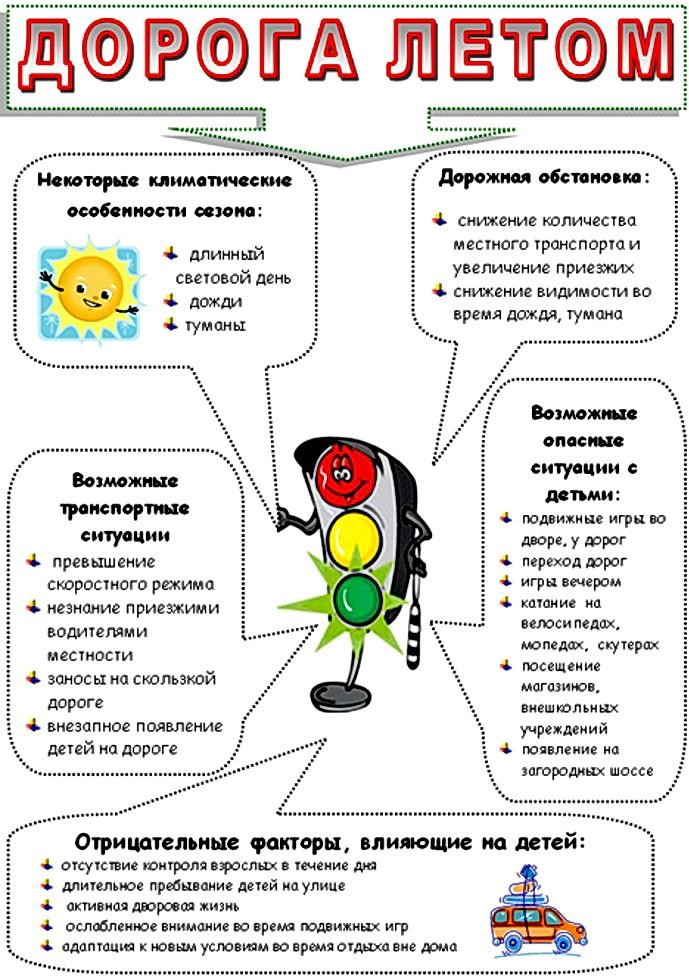 ДОРОГА ЛЕТОМ
Некоторые климатические
особенности сезона:
длинный
световой день
дожди
туманы
Дорожная обстановка:
снижение количества
местного транспорта и
увеличение приезжих
снижение видимости во
время дождя, тумана
Возможные
транспортные
ситуации
превышение
скоростного режима
незнание приезжими
водителями
местности
заносы на скользкой
дороге
внезапное появление
детей на дороге
Возможные
опасные
ситуации с
детьми:
подвижные игры во
дворе, у дорог
переход дорог
игры вечером
катание на
велосипедах,
мопедах, скутерах
посещение
магазинов,
внешкольных
учреждений
появление на
загородных шоссе
Отрицательные факторы, влияющие на детей:
отсутствие контроля взрослых в течение дня
длительное пребывание детей на улице
активная дворовая жизнь
ослабленное внимание во время подвижных игр
адаптация к новым условиям во время отдыха вне дома